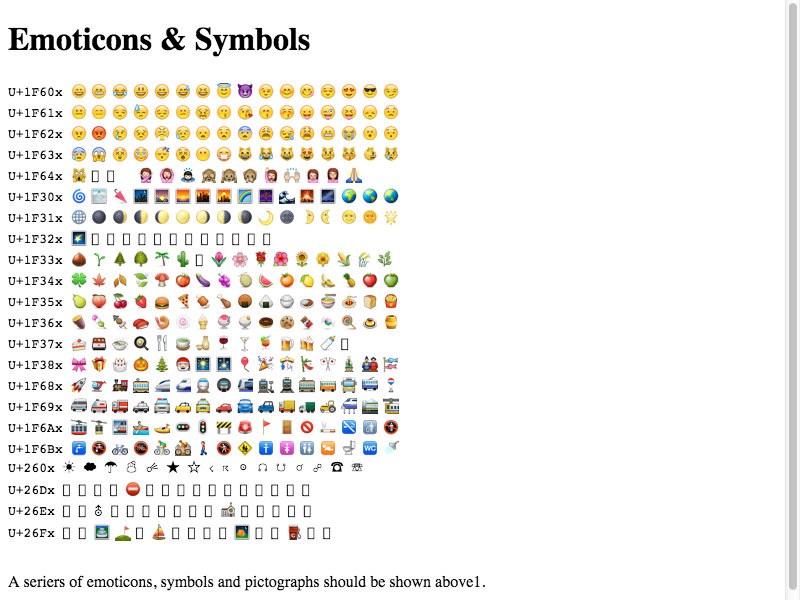 Emoticons & Symbols
U+1F60x
U+1F61x
U+1F62x
U+1F63x
U+1F64x
U+1F30x
U+1F31x
U+1F32x
U+1F33x
U+1F34x
U+1F35x
U+1F36x
U+1F37x
U+1F38x
U+1F68x
U+1F69x
U+1F6Ax
U+1F6Bx
U+260x
U+26Dx
U+26Ex
U+26Fx
A seriers of emoticons, symbols and pictographs should be shown above1.